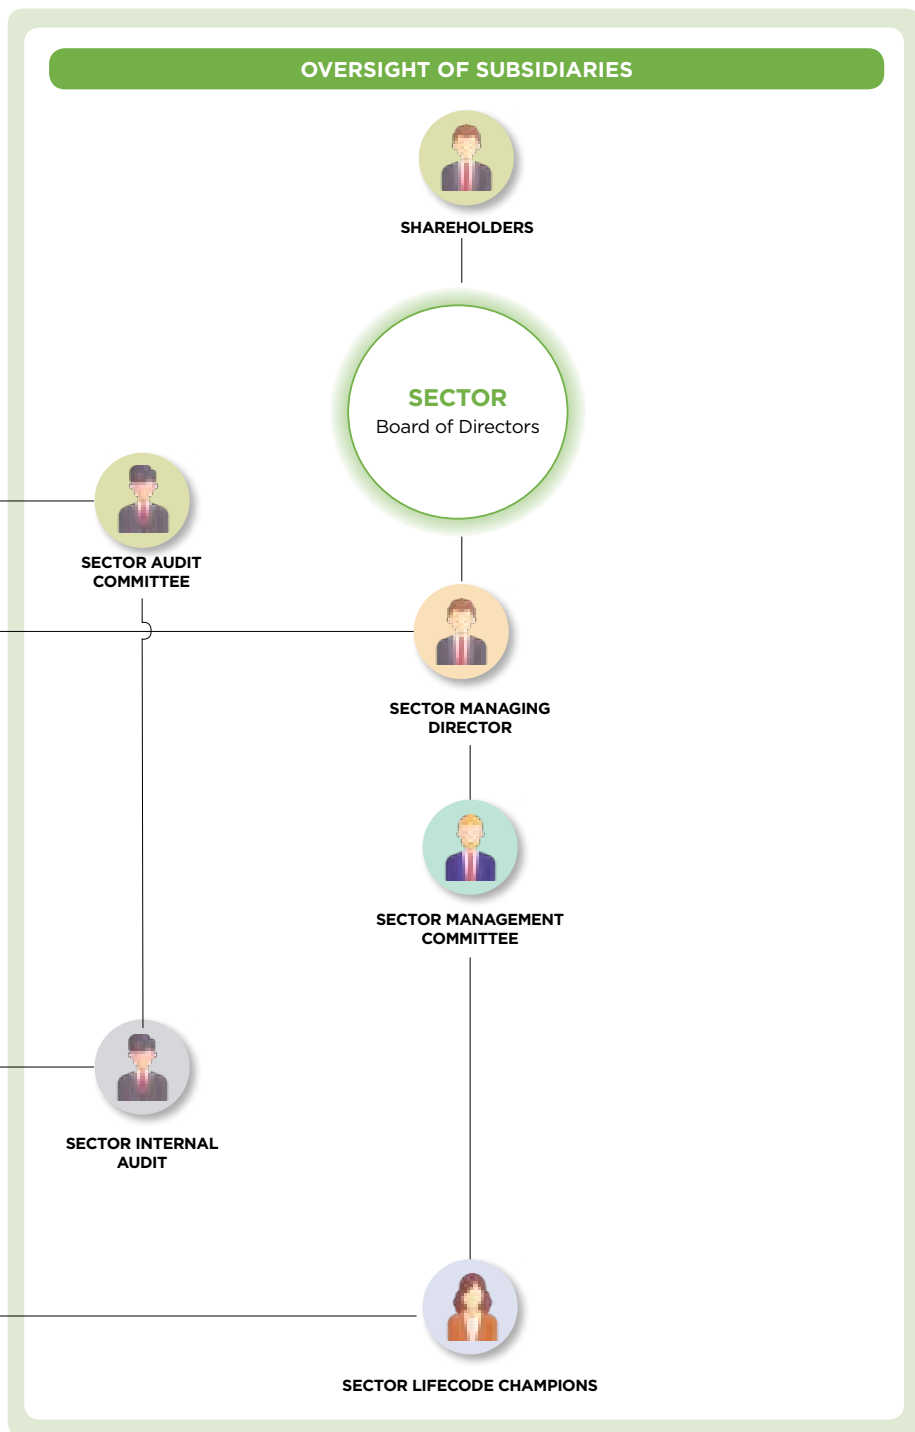 OVERSIGHT OF SUBSIDIARIES
SHAREHOLDERS
SECTOR
Board of Directors
SECTOR AUDIT
COMMITTEE
SECTOR MANAGING
DIRECTOR
SECTOR MANAGEMENT
COMMITTEE
SECTOR INTERNAL
AUDIT
SECTOR LIFECODE CHAMPIONS